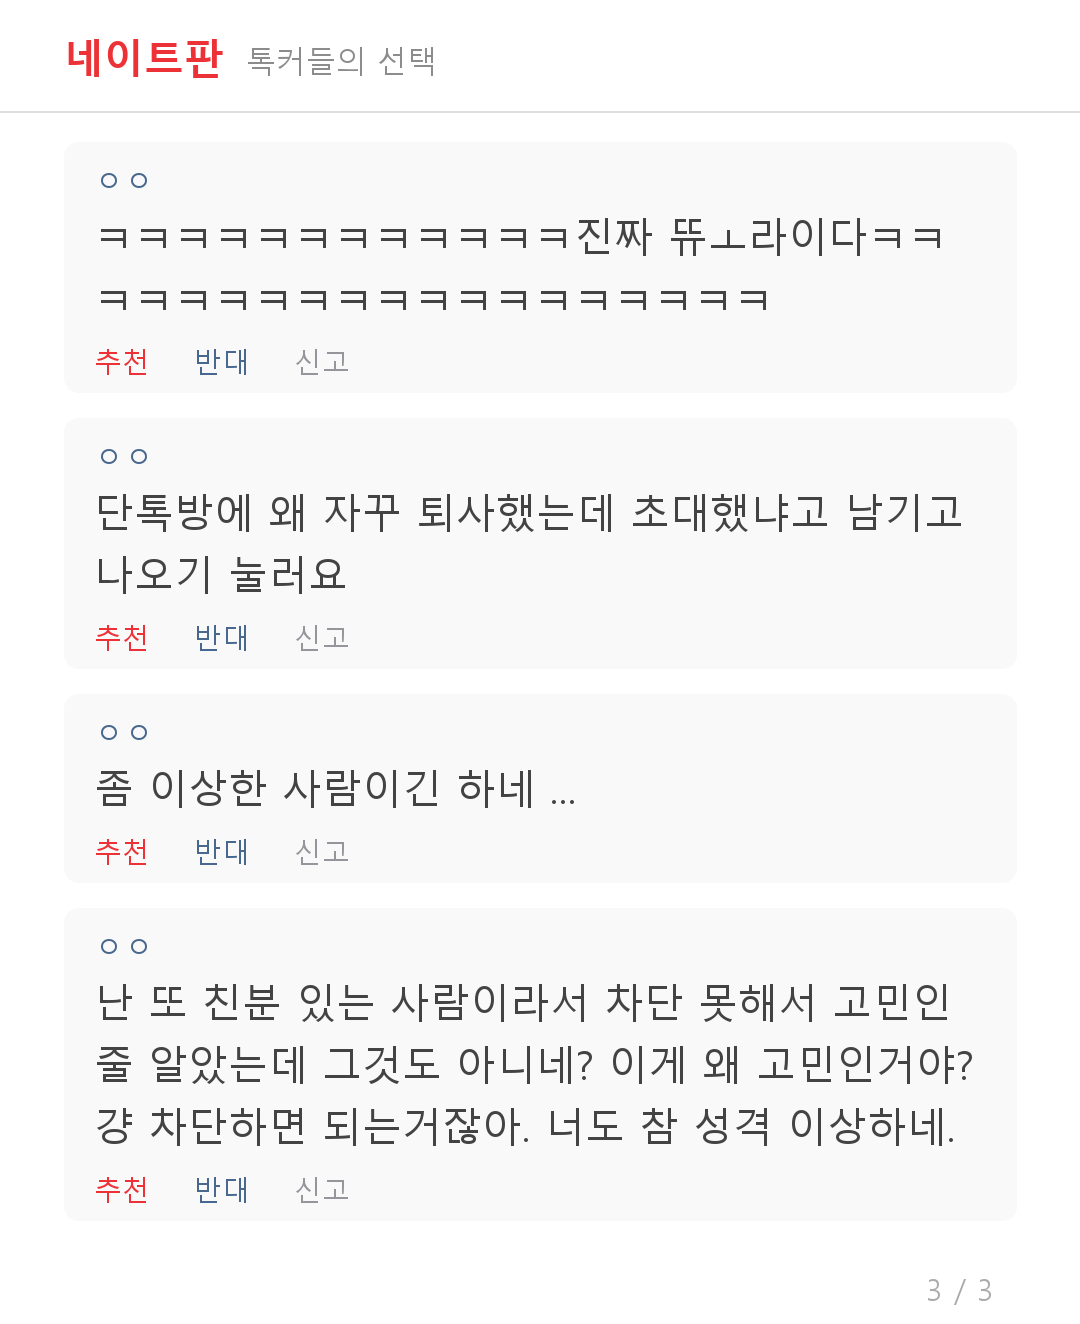 네이트판 톡커들의 선택
ㅇㅇ
ㅋㅋㅋㅋㅋㅋㅋㅋㅋㅋㅋㅋ진짜 뜌ㅗ라이다ㅋㅋ
ㅋㅋㅋㅋㅋㅋㅋㅋㅋㅋㅋㅋㅋㅋㅋㅋㅋ
추천 반대 신고
ㅇㅇ
단톡방에 왜 자꾸 퇴사했는데 초대했냐고 남기고
나오기 눌러요
추천 반대 신고
ㅇㅇ
좀 이상한 사람이긴 하네 ...
추천 반대 신고
ㅇㅇ
난 또 친분 있는 사람이라서 차단 못해서 고민인
줄 알았는데 그것도 아니네? 이게 왜 고민인거야?
걍 차단하면 되는거잖아. 너도 참 성격 이상하네.
추천 반대 신고
3 / 3